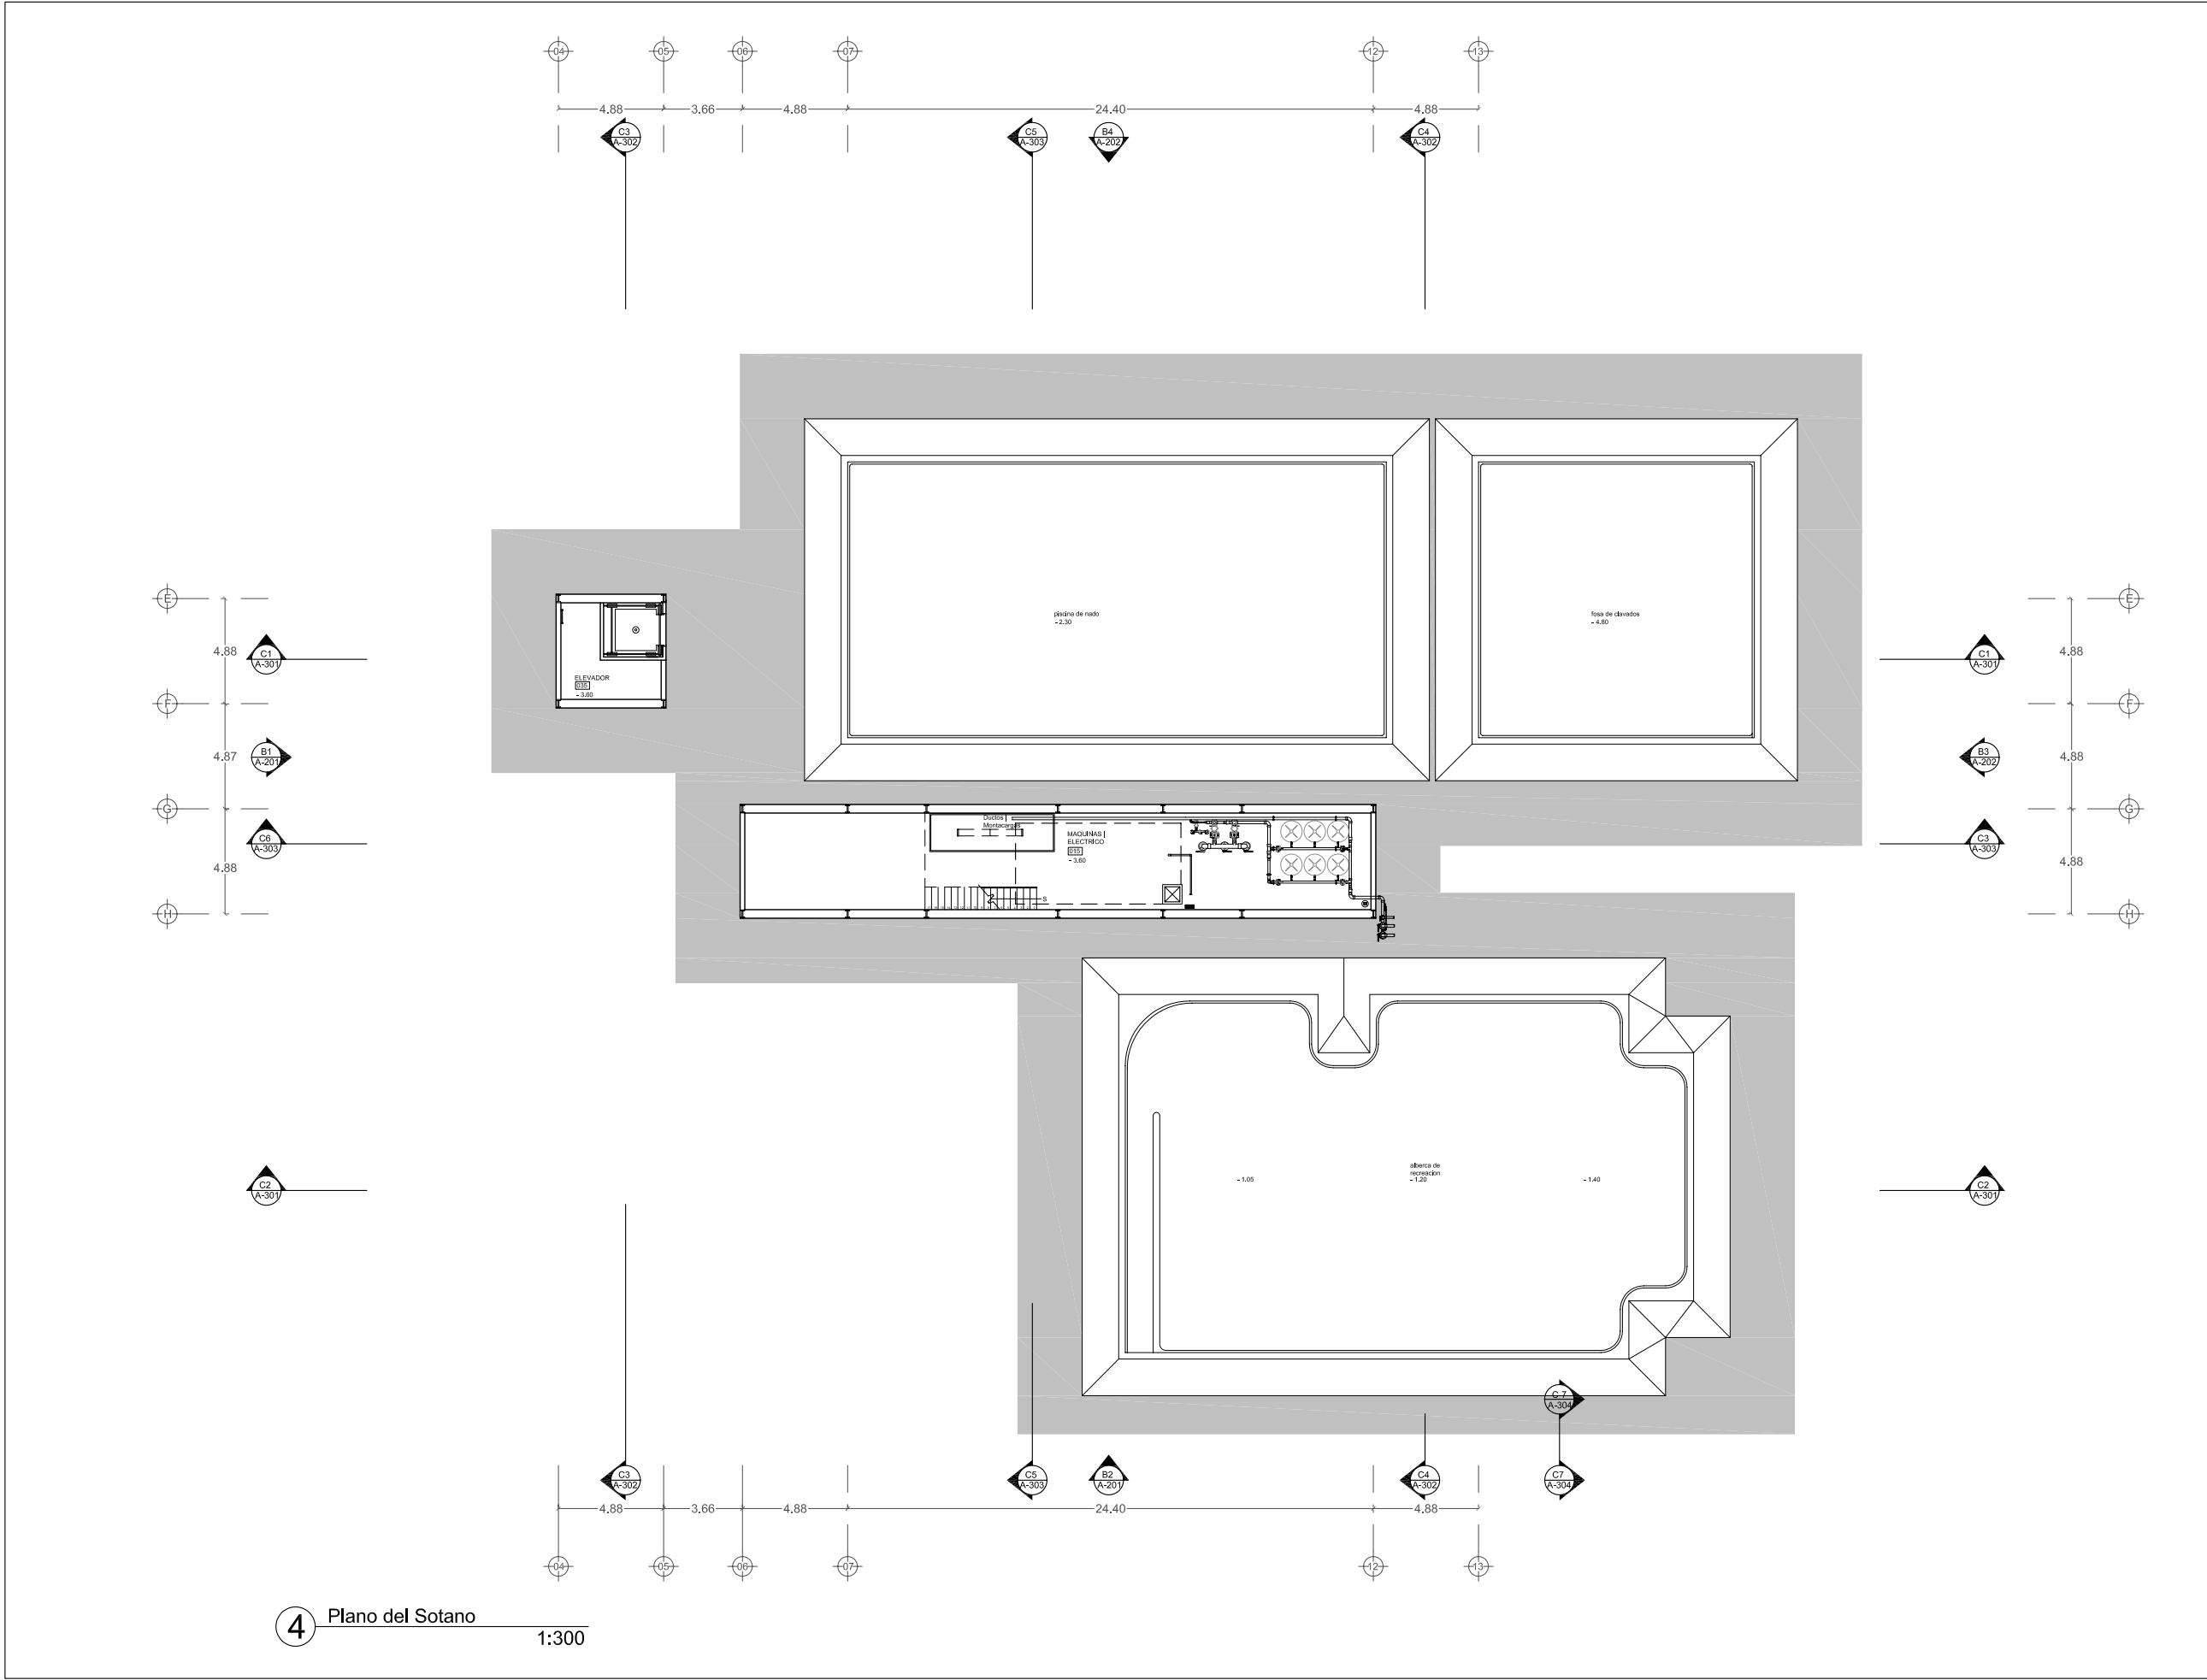 04 05 06 07 12 13
4.88 3.66 4.88 24.40 4.88
C3 C5 B4 C4
A-302 A-303 A-202 A-302
piscina de nado
- 2.30
fosa de clavados
- 4.80
E E
4.88 4.88
C1 C1
A-301 A-301
ELEVADOR
035
- 3.60
F F
4.87 4.88
B1 B3
A-201 A-202
G G
Ductos |
Montacargas
MAQUINAS |
ELECTRICO
015
- 3.60
C6 C3
A-303 A-303
4.88 4.88
S
H H
alberca de
recreacion
- 1.05 - 1.20 - 1.40
C2 C2
A-301 A-301
C 7
A-304
C3 C5 B2 C4 C7
A-302 A-303 A-201 A-302 A-304
4.88 3.66 4.88 24.40 4.88
04 05 06 07 12 13
4 Plano del Sotano
1:300